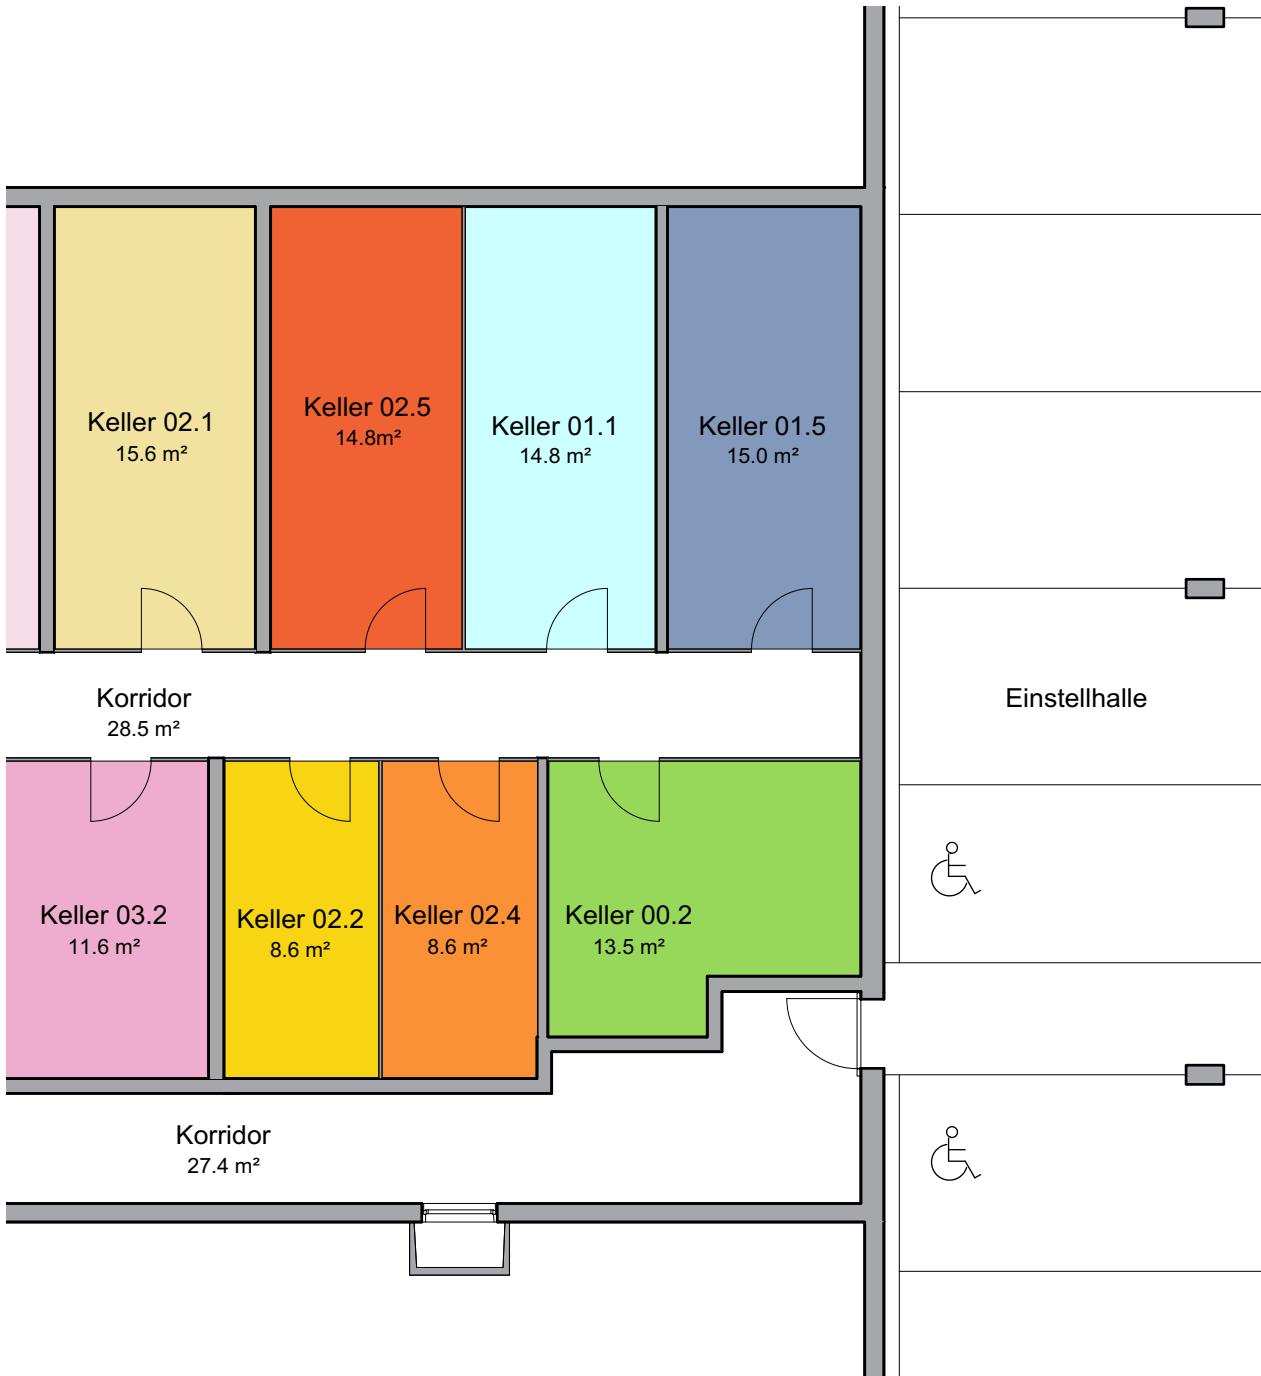 Keller 02.1
15.6 m²
Keller 02.5
14.8m²
Keller 01.1
14.8 m²
Keller 01.5
15.0 m²
Korridor
28.5 m²
Einstellhalle
Keller 03.2
11.6 m²
Keller 02.2
8.6 m²
Keller 02.4
8.6 m²
Keller 00.2
13.5 m²
Korridor
27.4 m²